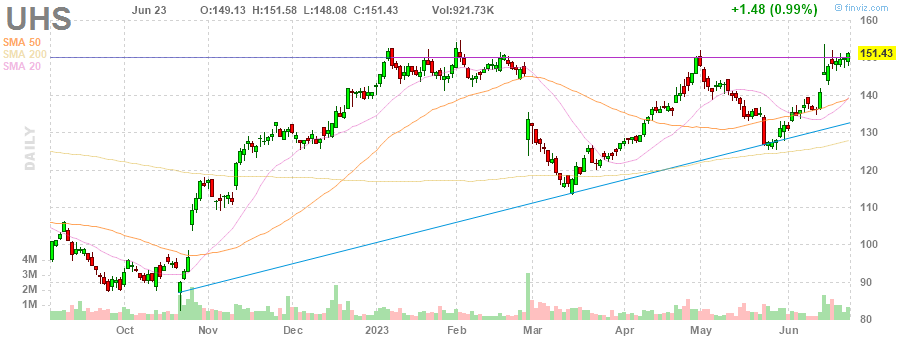 UHS
Jun 23 O:149.13 H:151.58 L:148.08 C:151.43 Vol:921.73K +1.48 (0.99%)
© finviz.com
SMA 50
SMA 200
SMA 20
DAILY
160
151.43
150
140
130
120
110
100
90
80
4M
3M
2M
1M
Oct Nov Dec 2023 Feb Mar Apr May Jun